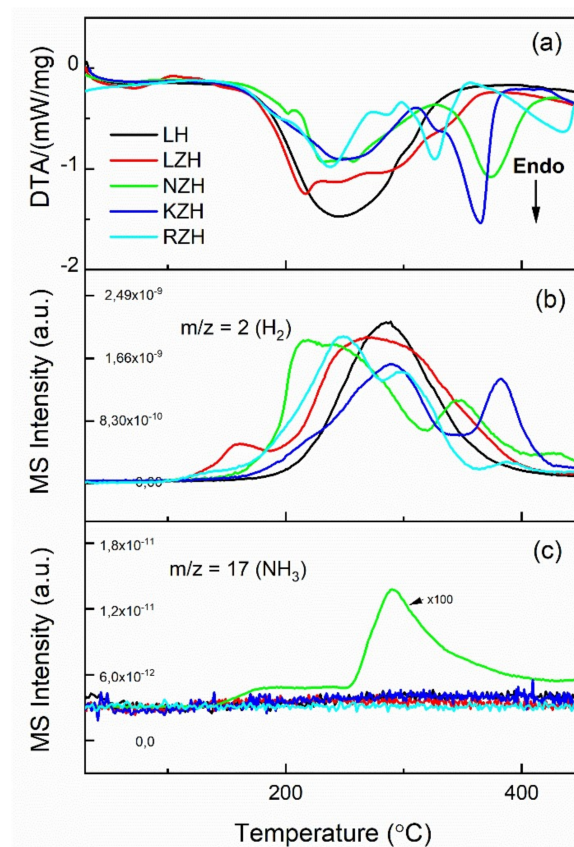 (a)
0
-1
-2
DTA/(mW/mg)
LH
LZH
NZH
KZH
RZH
Endo
(b)
2,49x10⁻⁹
m/z = 2 (H₂)
1,66x10⁻⁹
8,30x10⁻¹⁰
0,00
MS Intensity (a.u.)
(c)
1,8x10⁻¹¹
m/z = 17 (NH₃)
x100
1,2x10⁻¹¹
6,0x10⁻¹²
0,0
MS Intensity (a.u.)
200 400
Temperature (°C)